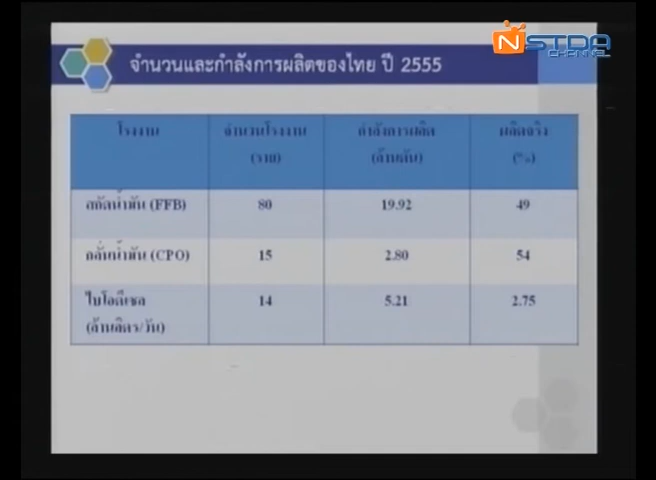 NSTDA
CHANNEL
จำนวนและกำลังการผลิตของไทย ปี 2555
โรงงาน จำนวนโรงงาน กำลังการผลิต ผลิตจริง
(ราย) (ล้านตัน) (%)
สกัดน้ำมัน (FFB) 80 19.92 49
กลั่นน้ำมัน (CPO) 15 2.80 54
ไบโอดีเซล 14 5.21 2.75
(ล้านลิตร/วัน)